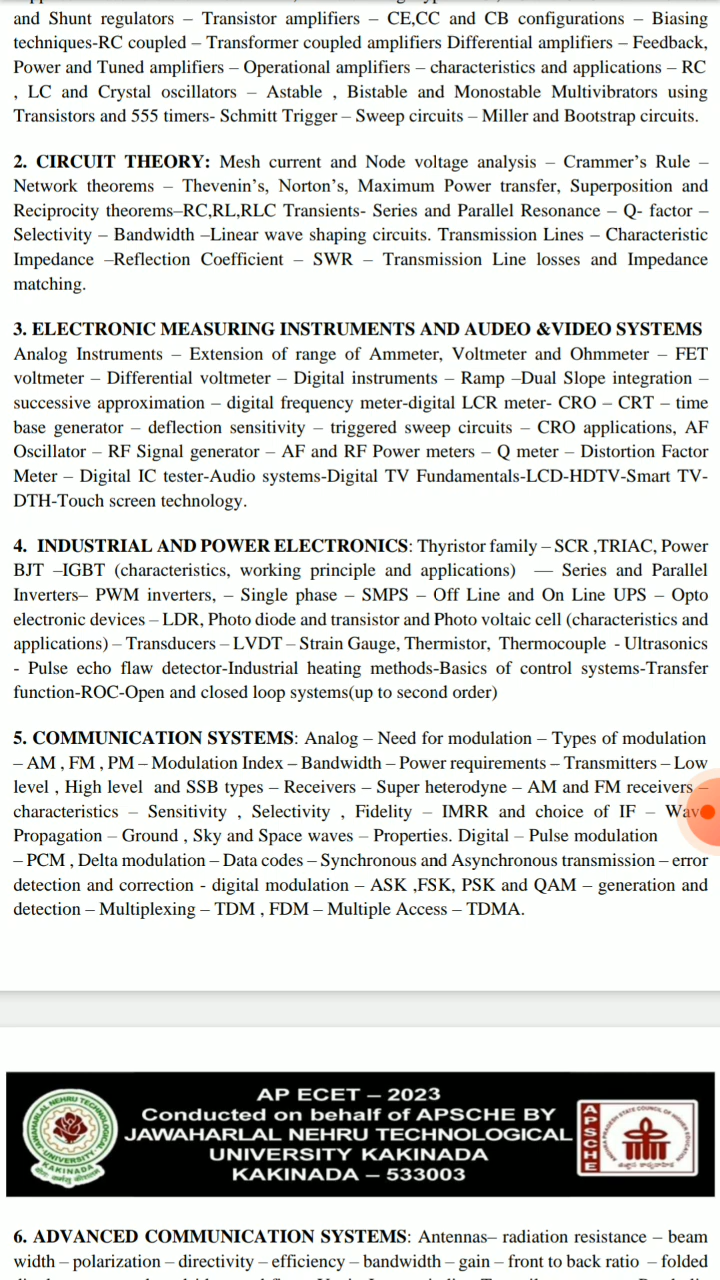 and Shunt regulators – Transistor amplifiers – CE,CC and CB configurations – Biasing
techniques-RC coupled – Transformer coupled amplifiers Differential amplifiers – Feedback,
Power and Tuned amplifiers – Operational amplifiers – characteristics and applications – RC
, LC and Crystal oscillators – Astable , Bistable and Monostable Multivibrators using
Transistors and 555 timers- Schmitt Trigger – Sweep circuits – Miller and Bootstrap circuits.
2. CIRCUIT THEORY: Mesh current and Node voltage analysis – Crammer's Rule –
Network theorems – Thevenin's, Norton's, Maximum Power transfer, Superposition and
Reciprocity theorems–RC,RL,RLC Transients- Series and Parallel Resonance – Q- factor –
Selectivity – Bandwidth –Linear wave shaping circuits. Transmission Lines – Characteristic
Impedance –Reflection Coefficient – SWR – Transmission Line losses and Impedance
matching.
3. ELECTRONIC MEASURING INSTRUMENTS AND AUDEO &VIDEO SYSTEMS
Analog Instruments – Extension of range of Ammeter, Voltmeter and Ohmmeter – FET
voltmeter – Differential voltmeter – Digital instruments – Ramp –Dual Slope integration –
successive approximation – digital frequency meter-digital LCR meter- CRO – CRT – time
base generator – deflection sensitivity – triggered sweep circuits – CRO applications, AF
Oscillator – RF Signal generator – AF and RF Power meters – Q meter – Distortion Factor
Meter – Digital IC tester-Audio systems-Digital TV Fundamentals-LCD-HDTV-Smart TV-
DTH-Touch screen technology.
4. INDUSTRIAL AND POWER ELECTRONICS: Thyristor family – SCR ,TRIAC, Power
BJT –IGBT (characteristics, working principle and applications) — Series and Parallel
Inverters– PWM inverters, – Single phase – SMPS – Off Line and On Line UPS – Opto
electronic devices – LDR, Photo diode and transistor and Photo voltaic cell (characteristics and
applications) – Transducers – LVDT – Strain Gauge, Thermistor, Thermocouple - Ultrasonics
- Pulse echo flaw detector-Industrial heating methods-Basics of control systems-Transfer
function-ROC-Open and closed loop systems(up to second order)
5. COMMUNICATION SYSTEMS: Analog – Need for modulation – Types of modulation
– AM , FM , PM – Modulation Index – Bandwidth – Power requirements – Transmitters – Low
level , High level and SSB types – Receivers – Super heterodyne – AM and FM receivers –
characteristics – Sensitivity , Selectivity , Fidelity – IMRR and choice of IF – Wave
Propagation – Ground , Sky and Space waves – Properties. Digital – Pulse modulation
– PCM , Delta modulation – Data codes – Synchronous and Asynchronous transmission – error
detection and correction - digital modulation – ASK ,FSK, PSK and QAM – generation and
detection – Multiplexing – TDM , FDM – Multiple Access – TDMA.
AP ECET – 2023
Conducted on behalf of APSCHE BY
JAWAHARLAL NEHRU TECHNOLOGICAL
UNIVERSITY KAKINADA
KAKINADA – 533003
APSCHE
6. ADVANCED COMMUNICATION SYSTEMS: Antennas– radiation resistance – beam
width – polarization – directivity – efficiency – bandwidth – gain – front to back ratio – folded